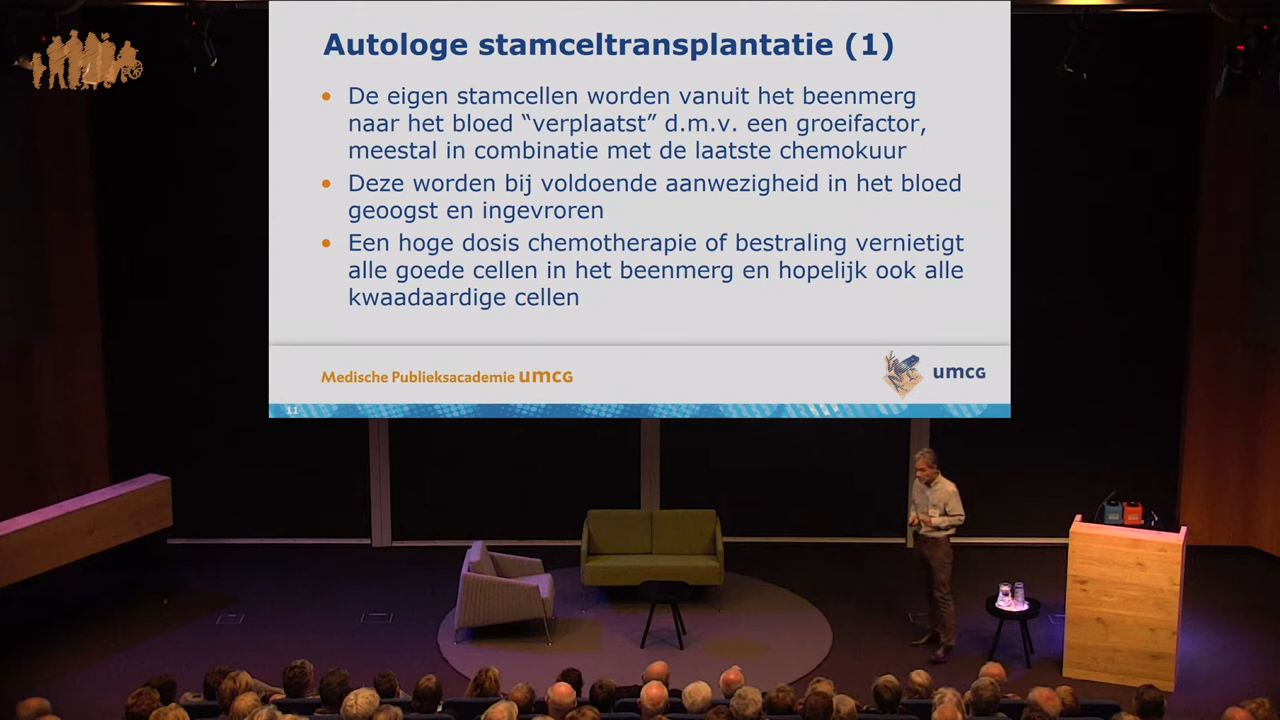 Autologe stamceltransplantatie (1)
De eigen stamcellen worden vanuit het beenmerg
naar het bloed “verplaatst” d.m.v. een groeifactor,
meestal in combinatie met de laatste chemokuur
Deze worden bij voldoende aanwezigheid in het bloed
geoogst en ingevroren
Een hoge dosis chemotherapie of bestraling vernietigt
alle goede cellen in het beenmerg en hopelijk ook alle
kwaadaardige cellen
Medische Publieksacademie umcg
umcg
11